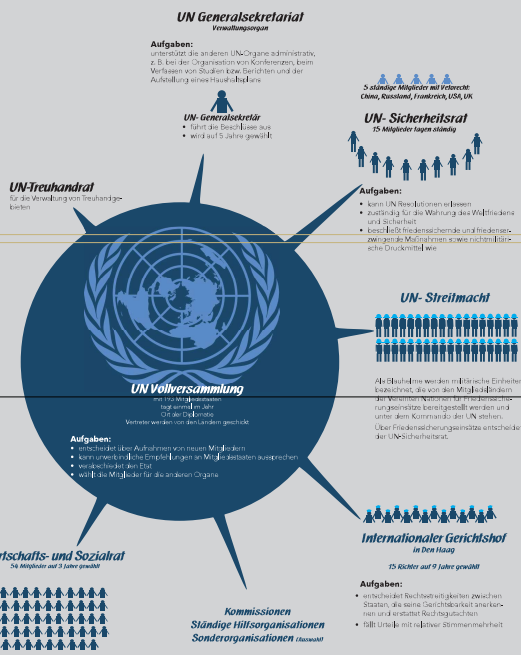 UN Generalsekretariat
Verwaltungsorgan
Aufgaben:
unterstützt die anderen UN-Organe administrativ,
z. B. bei der Organisation von Konferenzen, beim
Verfassen von Studien bzw. Berichten und der
Aufstellung eines Haushaltsplans
UN- Generalsekretär
• führt die Beschlüsse aus
• wird auf 5 Jahre gewählt
5 ständige Mitglieder mit Vetorecht:
China, Russland, Frankreich, USA, UK
UN- Sicherheitsrat
15 Mitglieder tagen ständig
Aufgaben:
• kann UN Resolutionen erlassen
• zuständig für die Wahrung des Weltfriedens
und Sicherheit
• beschließt friedenssichernde und friedenser-
zwingende Maßnahmen sowie nichtmilitäri-
sche Druckmittel wie
UN-Treuhandrat
für die Verwaltung von Treuhandge-
bieten
UN- Streitmacht
Als Blauhelme werden militärische Einheiten
bezeichnet, die von den Mitgliedsländern
der Vereinten Nationen für Friedenssiche-
rungseinsätze bereitgestellt werden und
unter dem Kommando der UN stehen.
Über Friedenssicherungseinsätze entscheide
der UN-Sicherheitsrat.
UN Vollversammlung
mit 193 Mitgliedsstaaten
tagt einmal im Jahr
Ort der Diplomatie
Vertreter werden von den Ländern geschickt
Aufgaben:
• entscheidet über Aufnahmen von neuen Mitgliedern
• kann unverbindliche Empfehlungen an Mitgliedsstaaten aussprechen
• verabschiedet den Etat
• wählt die Mitglieder für die anderen Organe
Internationaler Gerichtshof
in Den Haag
15 Richter auf 9 Jahre gewählt
Aufgaben:
• entscheidet Rechtsstreitigkeiten zwischen
Staaten, die seine Gerichtsbarkeit anerken-
nen und erstattet Rechtsgutachten
• fällt Urteile mit relativer Stimmenmehrheit
rtschafts- und Sozialrat
54 Mitglieder auf 3 Jahre gewählt
Kommissionen
Ständige Hilfsorganisationen
Sonderorganisationen (Auswahl)